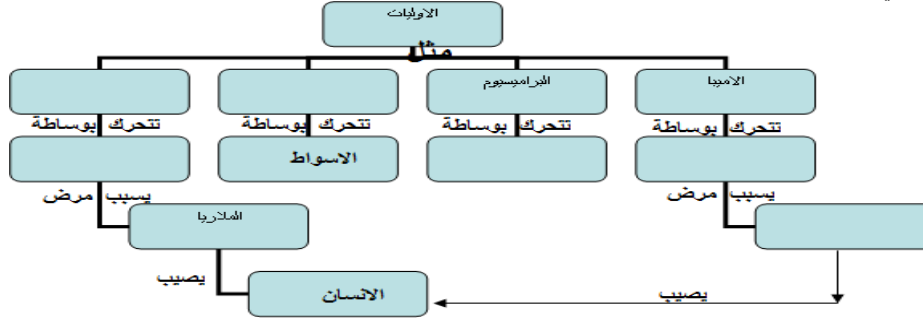 الاوليات
مثل
الاميبا
البراميسيوم
تتحرك بوساطة
تتحرك بوساطة
تتحرك بوساطة
تتحرك بوساطة
الاسواط
يسبب مرض
يسبب مرض
الملاريا
يصيب
يصيب
الانسان